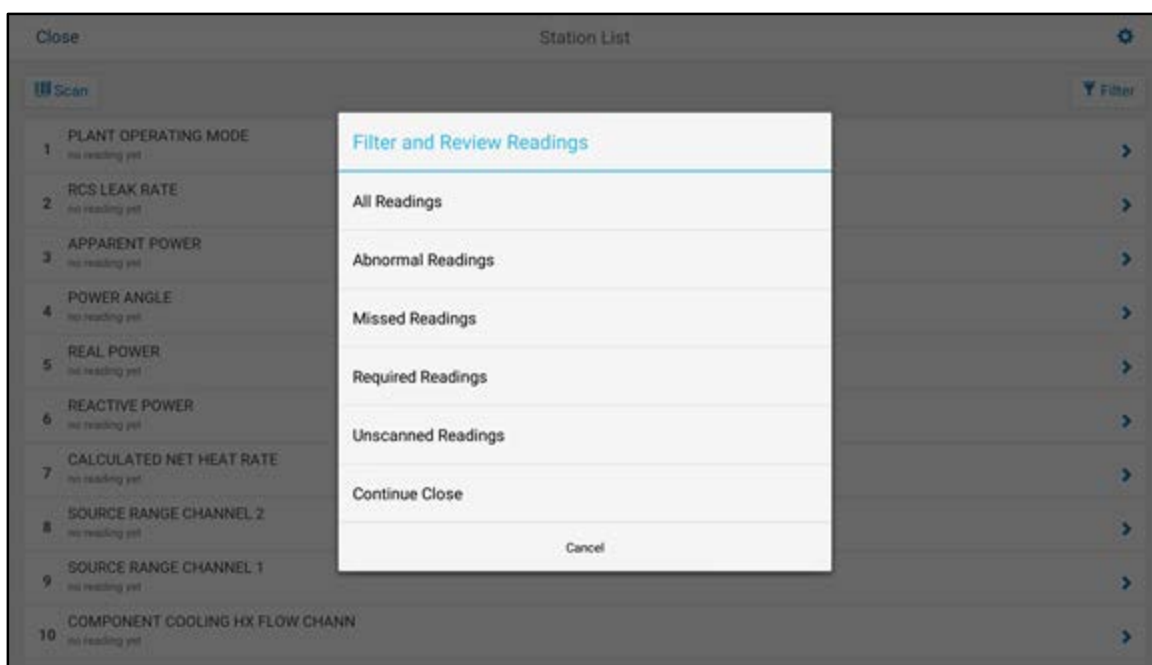 Close
Station List
Scan
Filter
1 PLANT OPERATING MODE
no reading yet
2 RCS LEAK RATE
no reading yet
3 APPARENT POWER
no reading yet
4 POWER ANGLE
no reading yet
5 REAL POWER
no reading yet
6 REACTIVE POWER
no reading yet
7 CALCULATED NET HEAT RATE
no reading yet
8 SOURCE RANGE CHANNEL 2
no reading yet
9 SOURCE RANGE CHANNEL 1
no reading yet
10 COMPONENT COOLING HX FLOW CHANN
no reading yet
Filter and Review Readings
All Readings
Abnormal Readings
Missed Readings
Required Readings
Unscanned Readings
Continue Close
Cancel